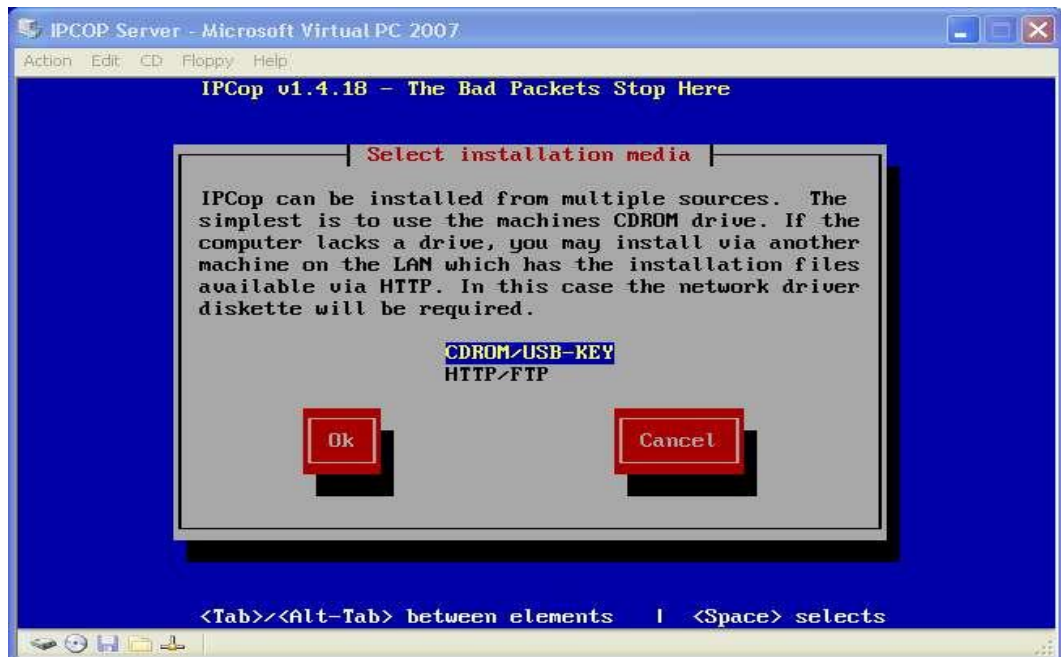 IPCOP Server - Microsoft Virtual PC 2007
Action Edit CD Floppy Help
IPCop v1.4.18 - The Bad Packets Stop Here
Select installation media
IPCop can be installed from multiple sources.  The
simplest is to use the machines CDROM drive. If the
computer lacks a drive, you may install via another
machine on the LAN which has the installation files
available via HTTP. In this case the network driver
diskette will be required.
CDROM/USB-KEY
HTTP/FTP
Ok Cancel
<Tab>/<Alt-Tab> between elements | <Space> selects